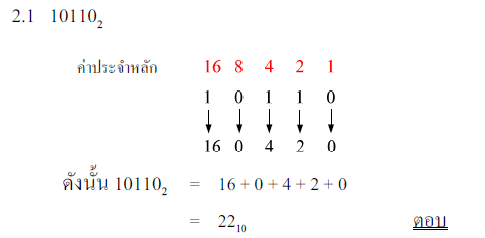 2.1 10110₂
ค่าประจำหลัก 16 8 4 2 1
1 0 1 1 0
16 0 4 2 0
ดังนั้น 10110₂ = 16 + 0 + 4 + 2 + 0
= 22₁₀ ตอบ